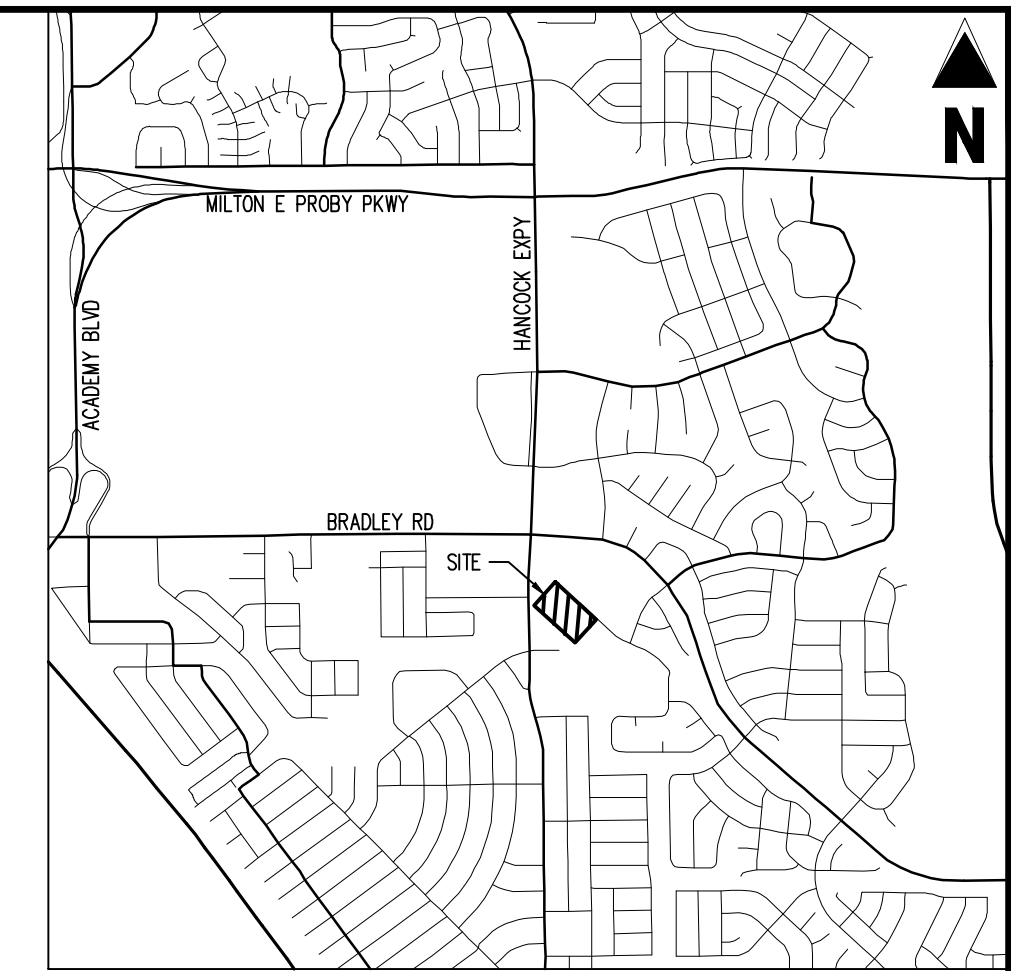 N
MILTON E PROBY PKWY
HANCOCK EXPY
ACADEMY BLVD
BRADLEY RD
SITE